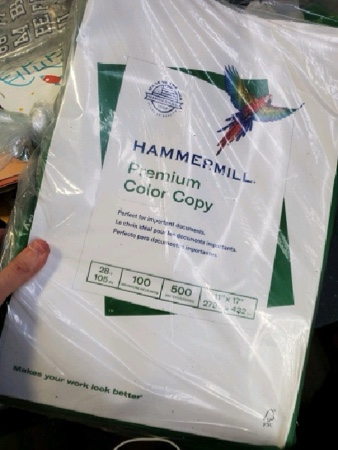 HAMMERMILL
Premium
Color Copy
Perfect for important documents.
Le choix idéal pour les documents importants.
Perfecto para documentos importantes.
28 lb
105
100
500
11" x 17"
Makes your work look better